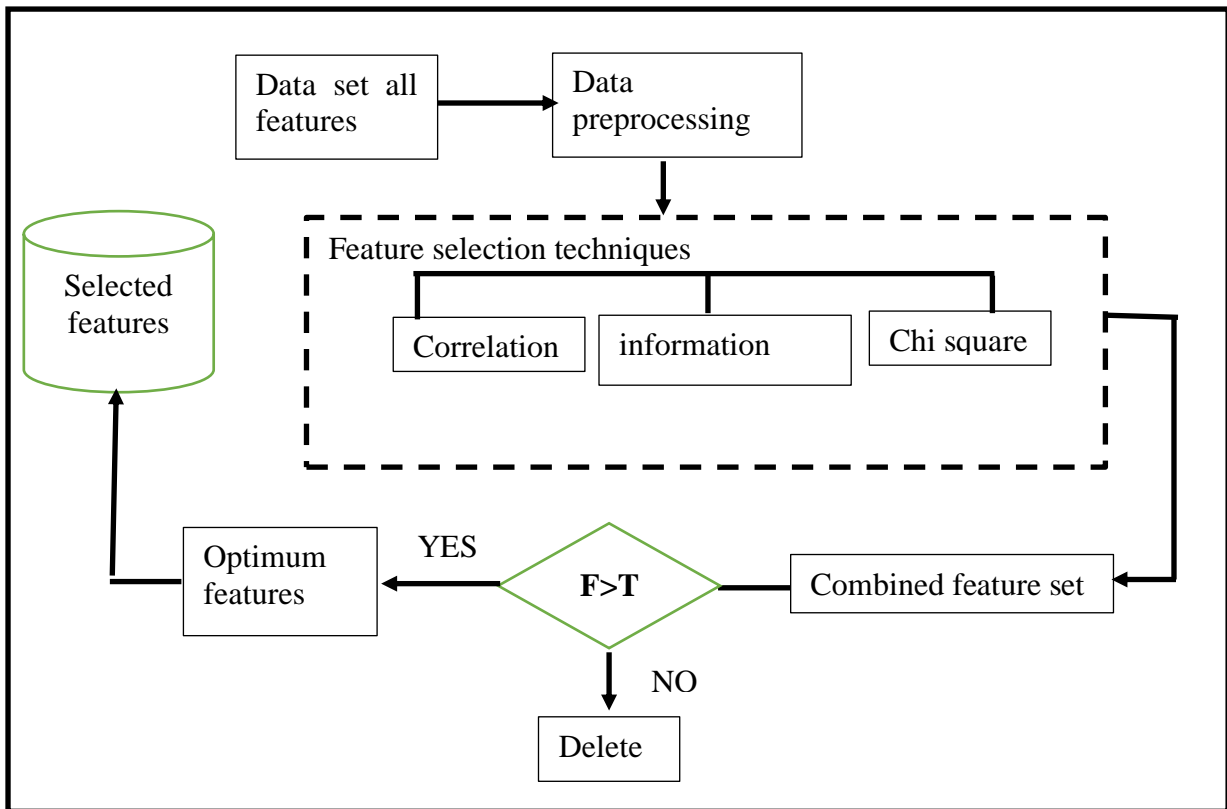 Data set all
features
Data
preprocessing
Feature selection techniques
Correlation
information
Chi square
Combined feature set
F>T
YES
NO
Optimum
features
Delete
Selected
features